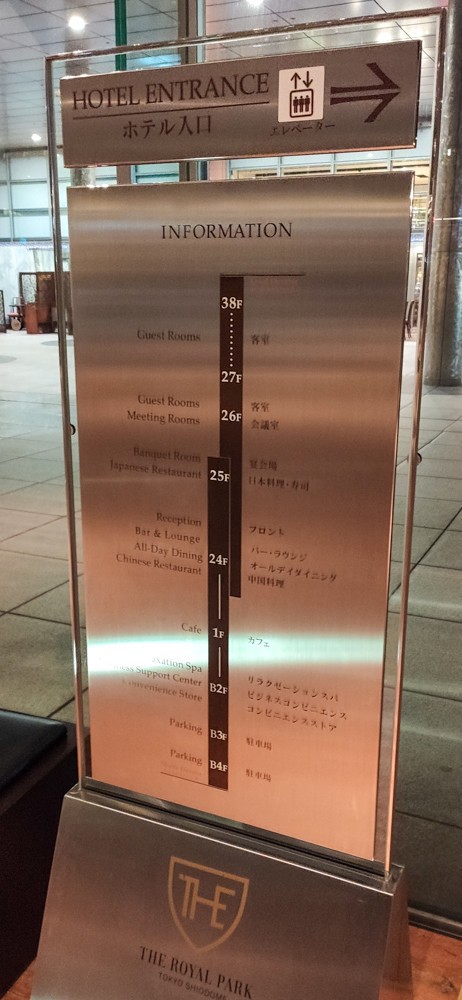 HOTEL ENTRANCE
ホテル入口
エレベーター
INFORMATION
38F
Guest Rooms 客室
27F
Guest Rooms 客室
Meeting Rooms 26F 会議室
Banquet Room 宴会場
Japanese Restaurant 25F 日本料理・寿司
Reception フロント
Bar & Lounge バー・ラウンジ
All-Day Dining 24F オールデイダイニング
Chinese Restaurant 中国料理
Cafe 1F カフェ
Spa リラクゼーションスパ
Support Center B2F ビジネスコンビニエンス
Convenience Store コンビニエンスストア
Parking B3F 駐車場
Parking B4F 駐車場
THE
THE ROYAL PARK
TOKYO SHIODOME